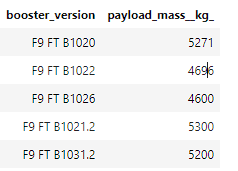 booster_version payload_mass__kg_
F9 FT B1020 5271
F9 FT B1022 4696
F9 FT B1026 4600
F9 FT B1021.2 5300
F9 FT B1031.2 5200